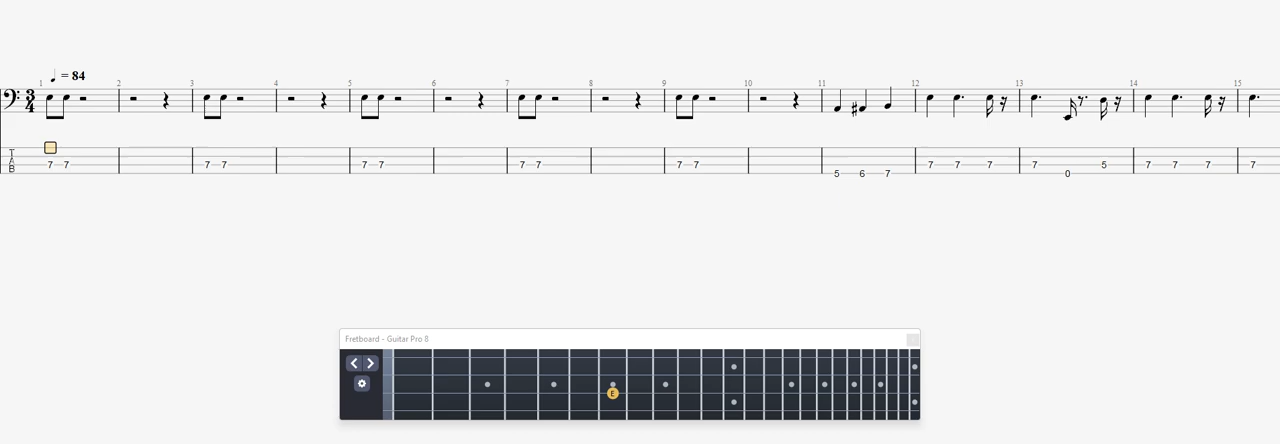 = 84
1 2 3 4 5 6 7 8 9 10 11 12 13 14 15
3
4
T
A
B
7 7 7 7 7 7 7 7 7 7 5 6 7 7 7 7 7 0 5 7 7 7 7
Fretboard - Guitar Pro 8
E